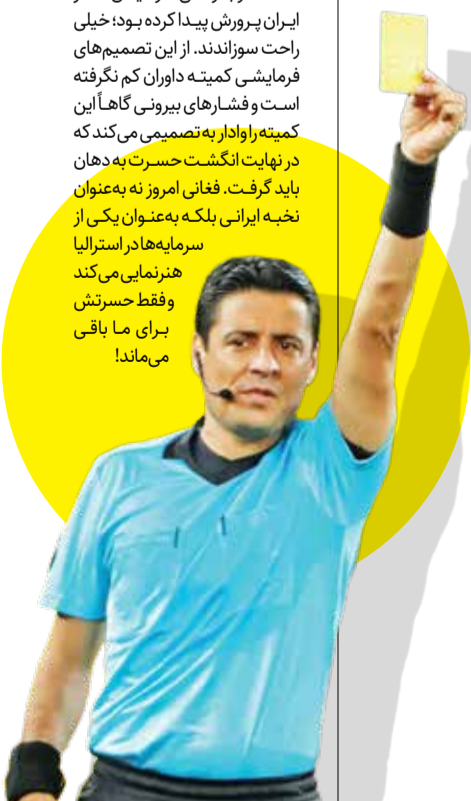 ایران پرورش پیدا کرده بود؛ خیلی
راحت سوزاندند. از این تصمیم‌های
فرمایشی کمیته داوران کم نگرفته
است و فشارهای بیرونی گاهاً این
کمیته را وادار به تصمیمی می‌کند که
در نهایت انگشت حسرت به دهان
باید گرفت. فغانی امروز نه به‌عنوان
نخبه ایرانی بلکه به‌عنوان یکی از
سرمایه‌ها در استرالیا
هنرنمایی می‌کند
و فقط حسرتش
برای ما باقی
می‌ماند!